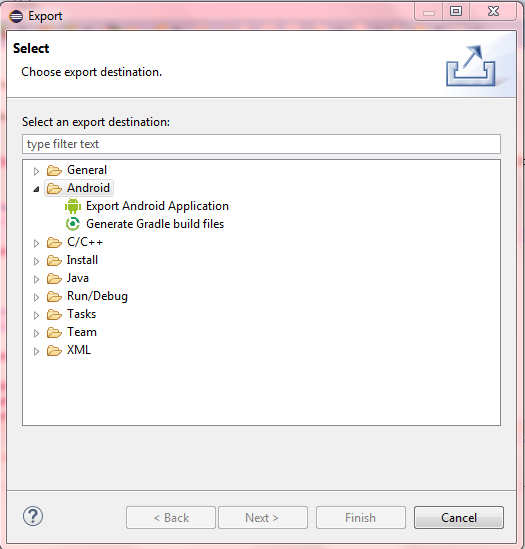 Export
Select
Choose export destination.
Select an export destination:
type filter text
General
Android
Export Android Application
Generate Gradle build files
C/C++
Install
Java
Run/Debug
Tasks
Team
XML
?
< Back
Next >
Finish
Cancel